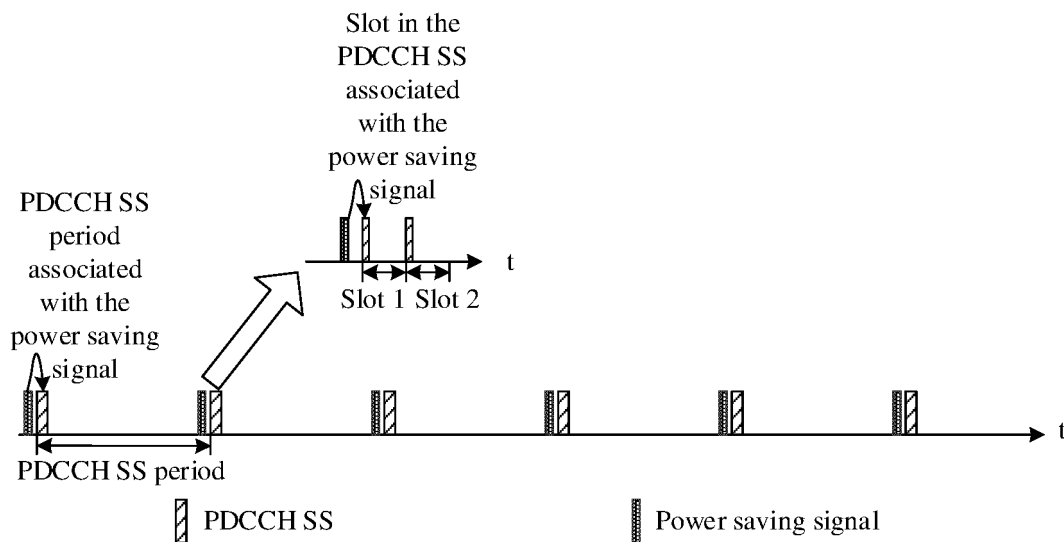 Slot in the
PDCCH SS
associated
with the
power saving
signal
PDCCH SS
period
associated
with the
power saving
signal
t
Slot 1 Slot 2
t
PDCCH SS period
PDCCH SS
Power saving signal